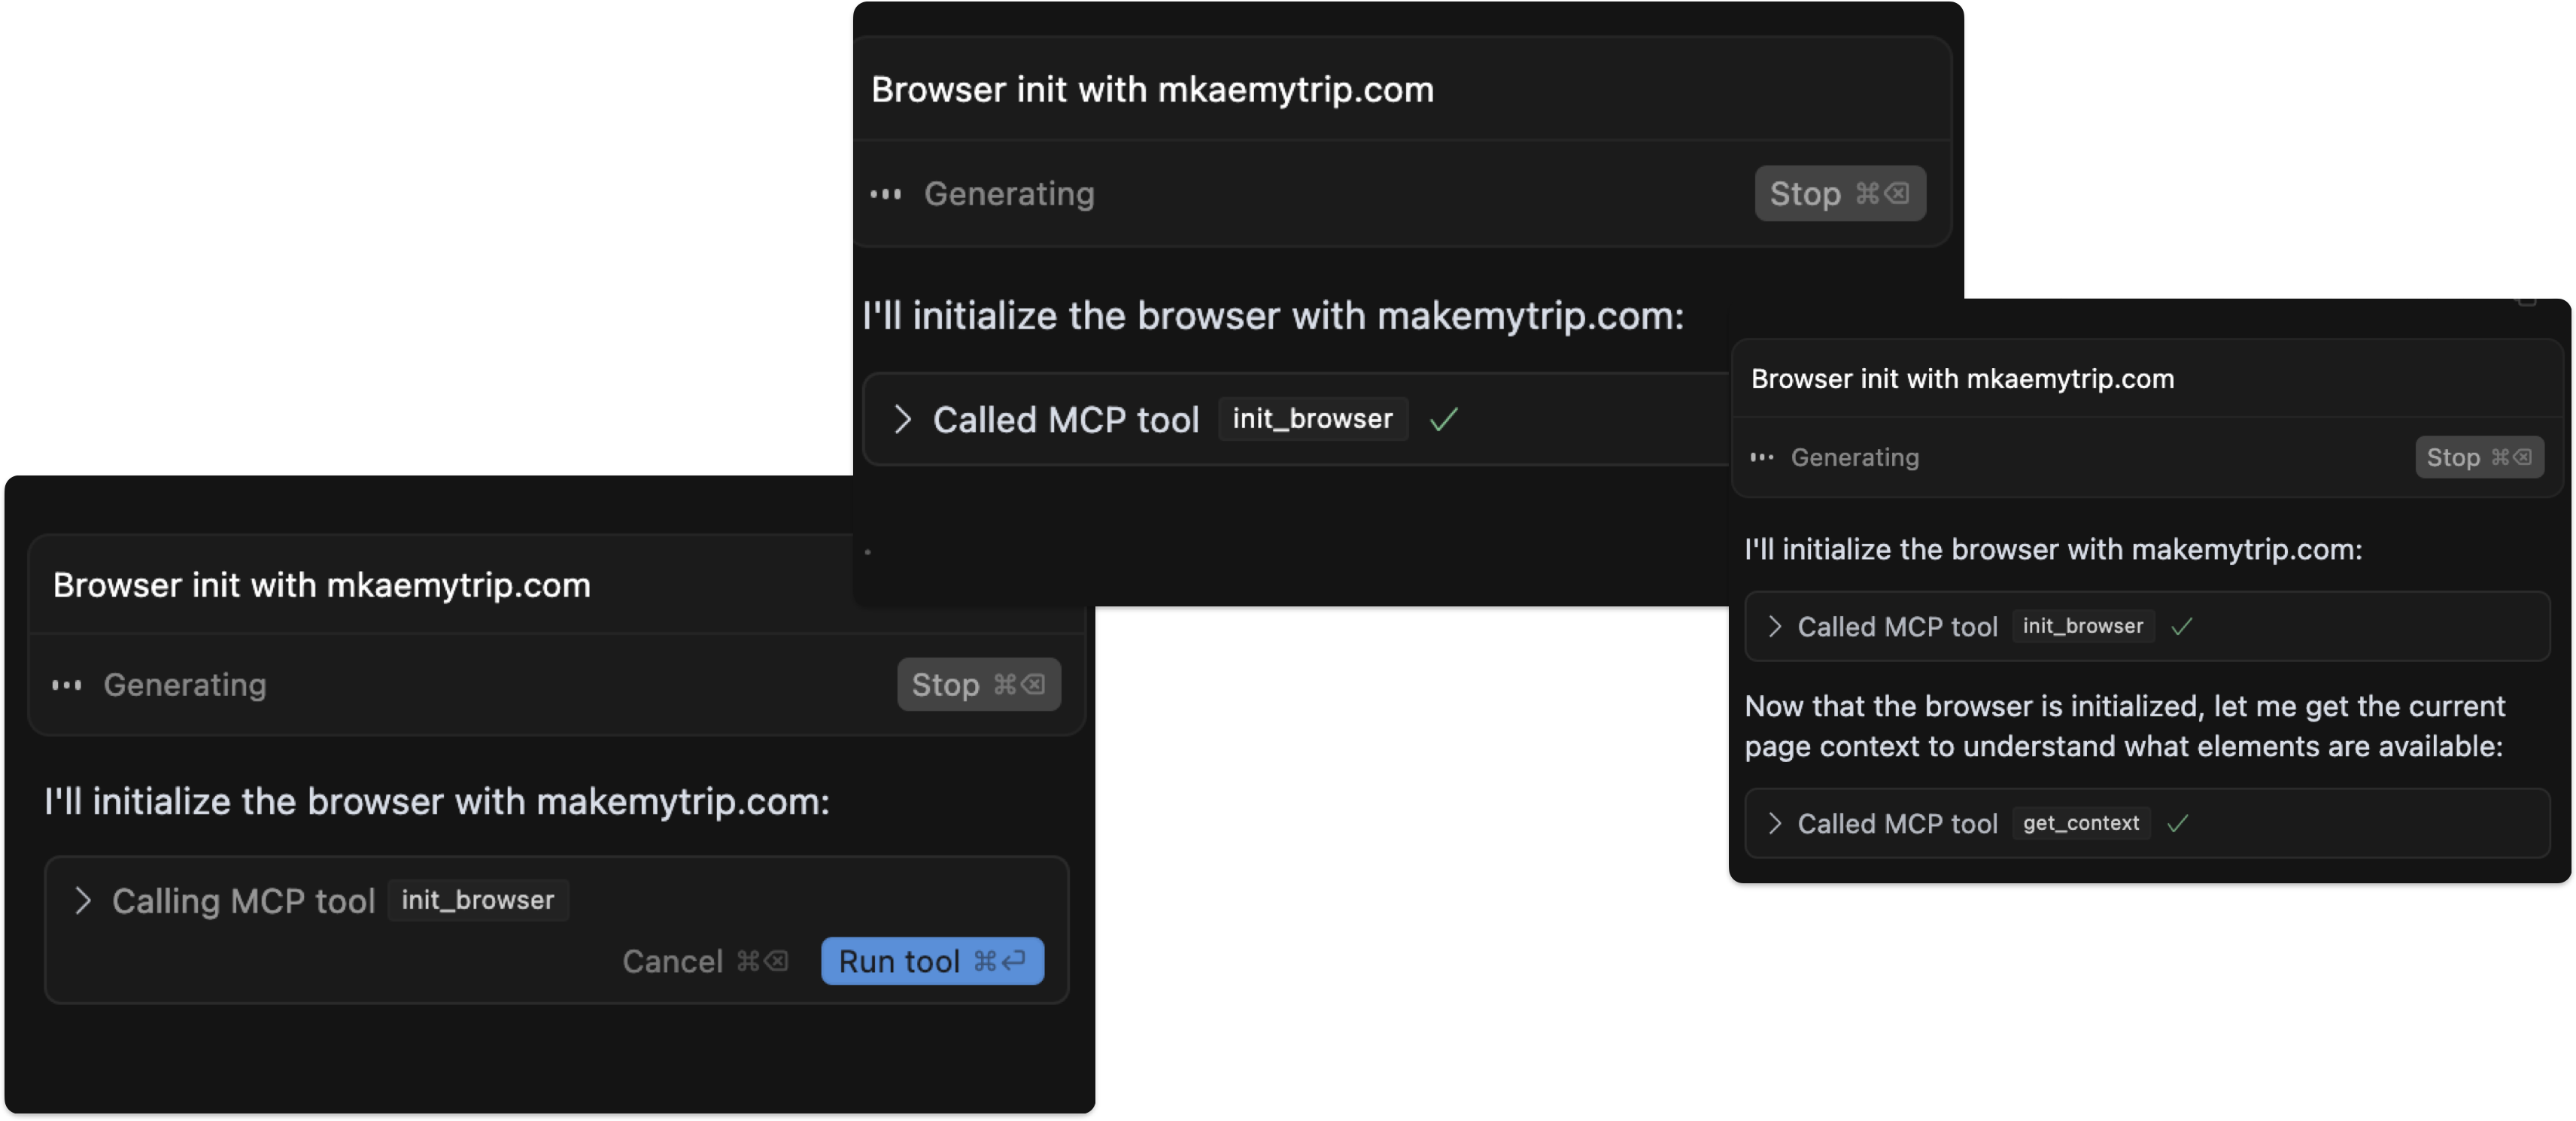 Browser init with mkaemytrip.com
Generating
Stop ⌘⌫
I'll initialize the browser with makemytrip.com:
Calling MCP tool init_browser
Cancel ⌘⌫ Run tool ⌘⏎
Browser init with mkaemytrip.com
Generating
Stop ⌘⌫
I'll initialize the browser with makemytrip.com:
Called MCP tool init_browser ✓
Browser init with mkaemytrip.com
Generating
Stop ⌘⌫
I'll initialize the browser with makemytrip.com:
Called MCP tool init_browser ✓
Now that the browser is initialized, let me get the current
page context to understand what elements are available:
Called MCP tool get_context ✓